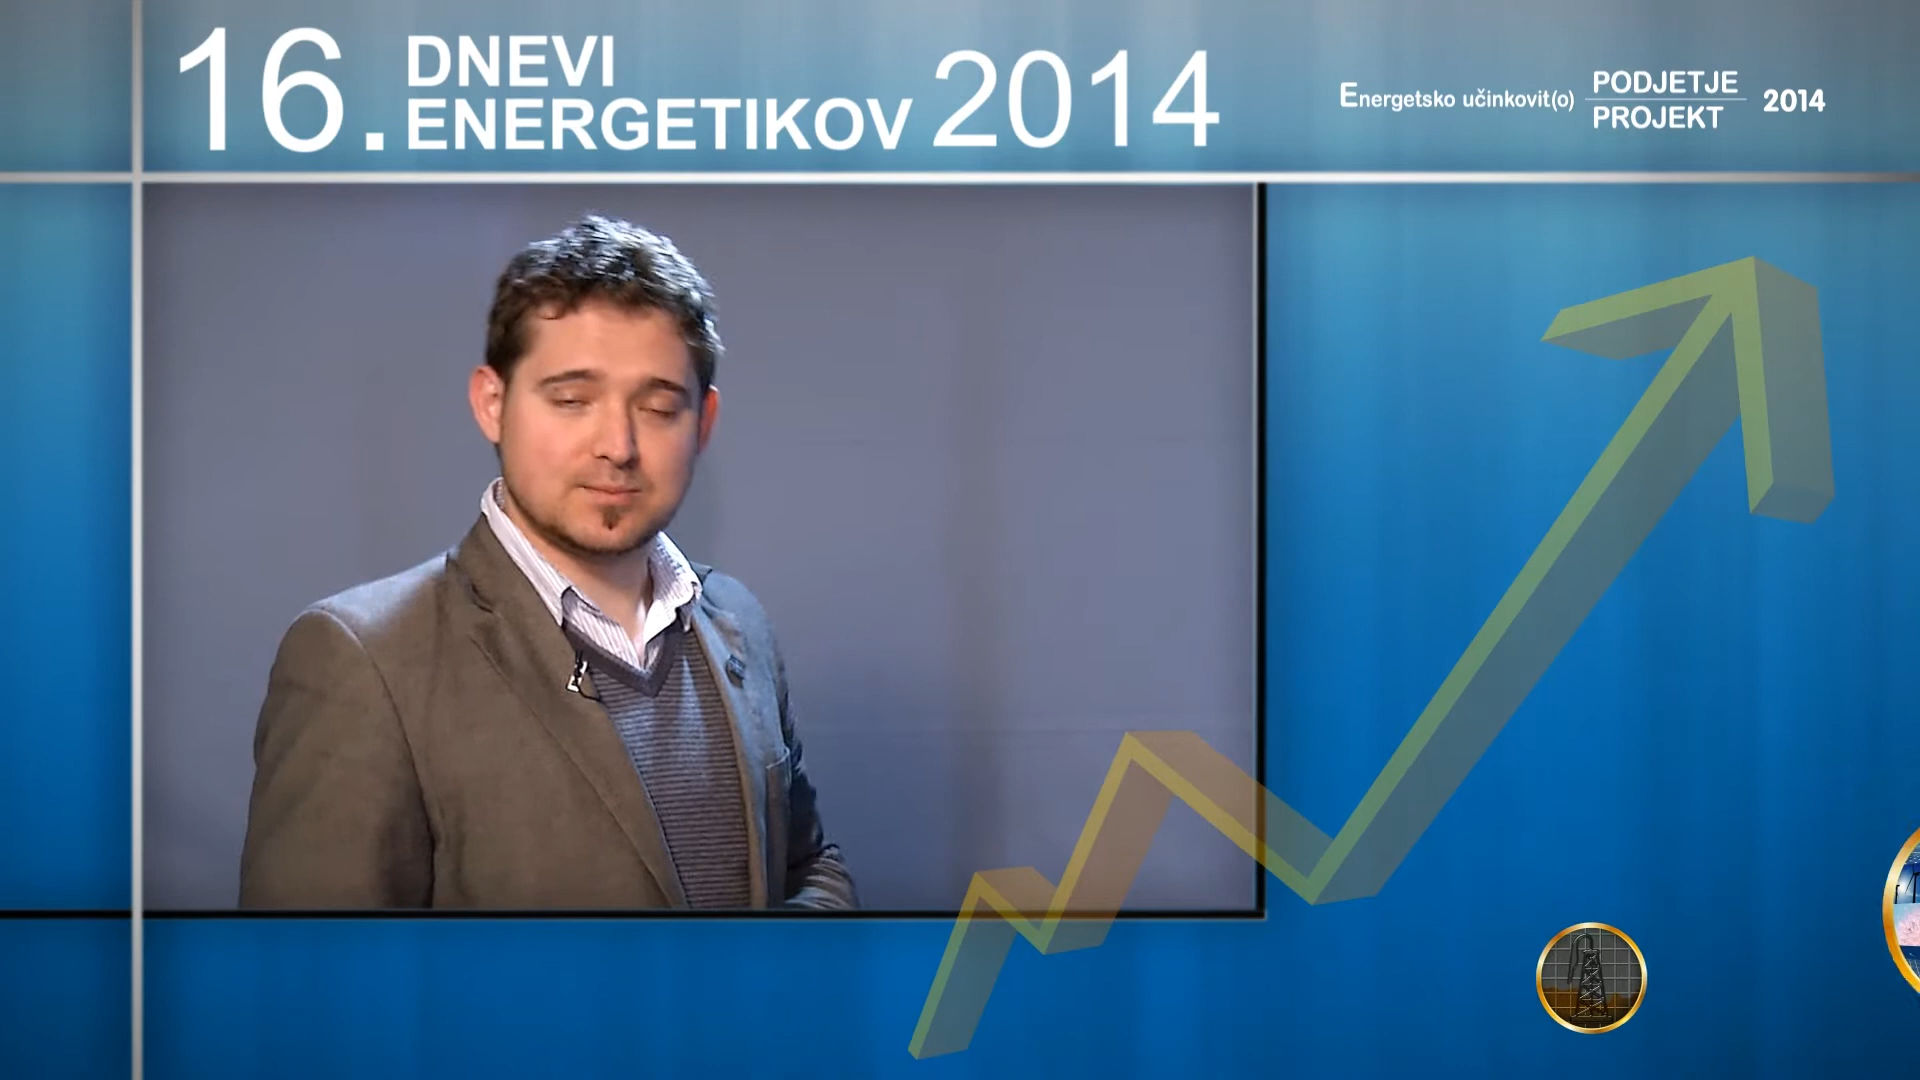 16. DNEVI
ENERGETIKOV 2014
Energetsko učinkovit(o) PODJETJE
PROJEKT 2014